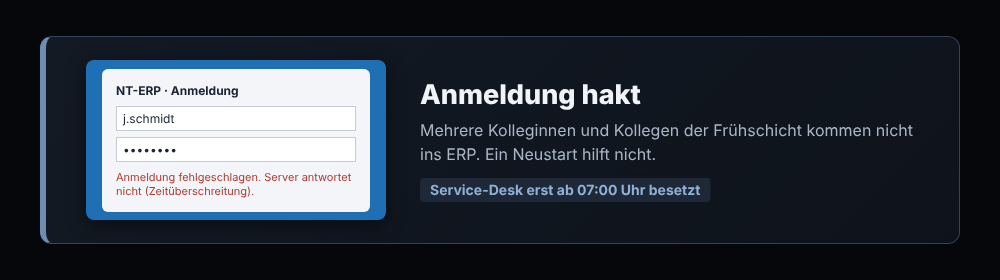 NT-ERP · Anmeldung
j.schmidt
••••••••
Anmeldung fehlgeschlagen. Server antwortet
nicht (Zeitüberschreitung).
Anmeldung hakt
Mehrere Kolleginnen und Kollegen der Frühschicht kommen nicht
ins ERP. Ein Neustart hilft nicht.
Service-Desk erst ab 07:00 Uhr besetzt